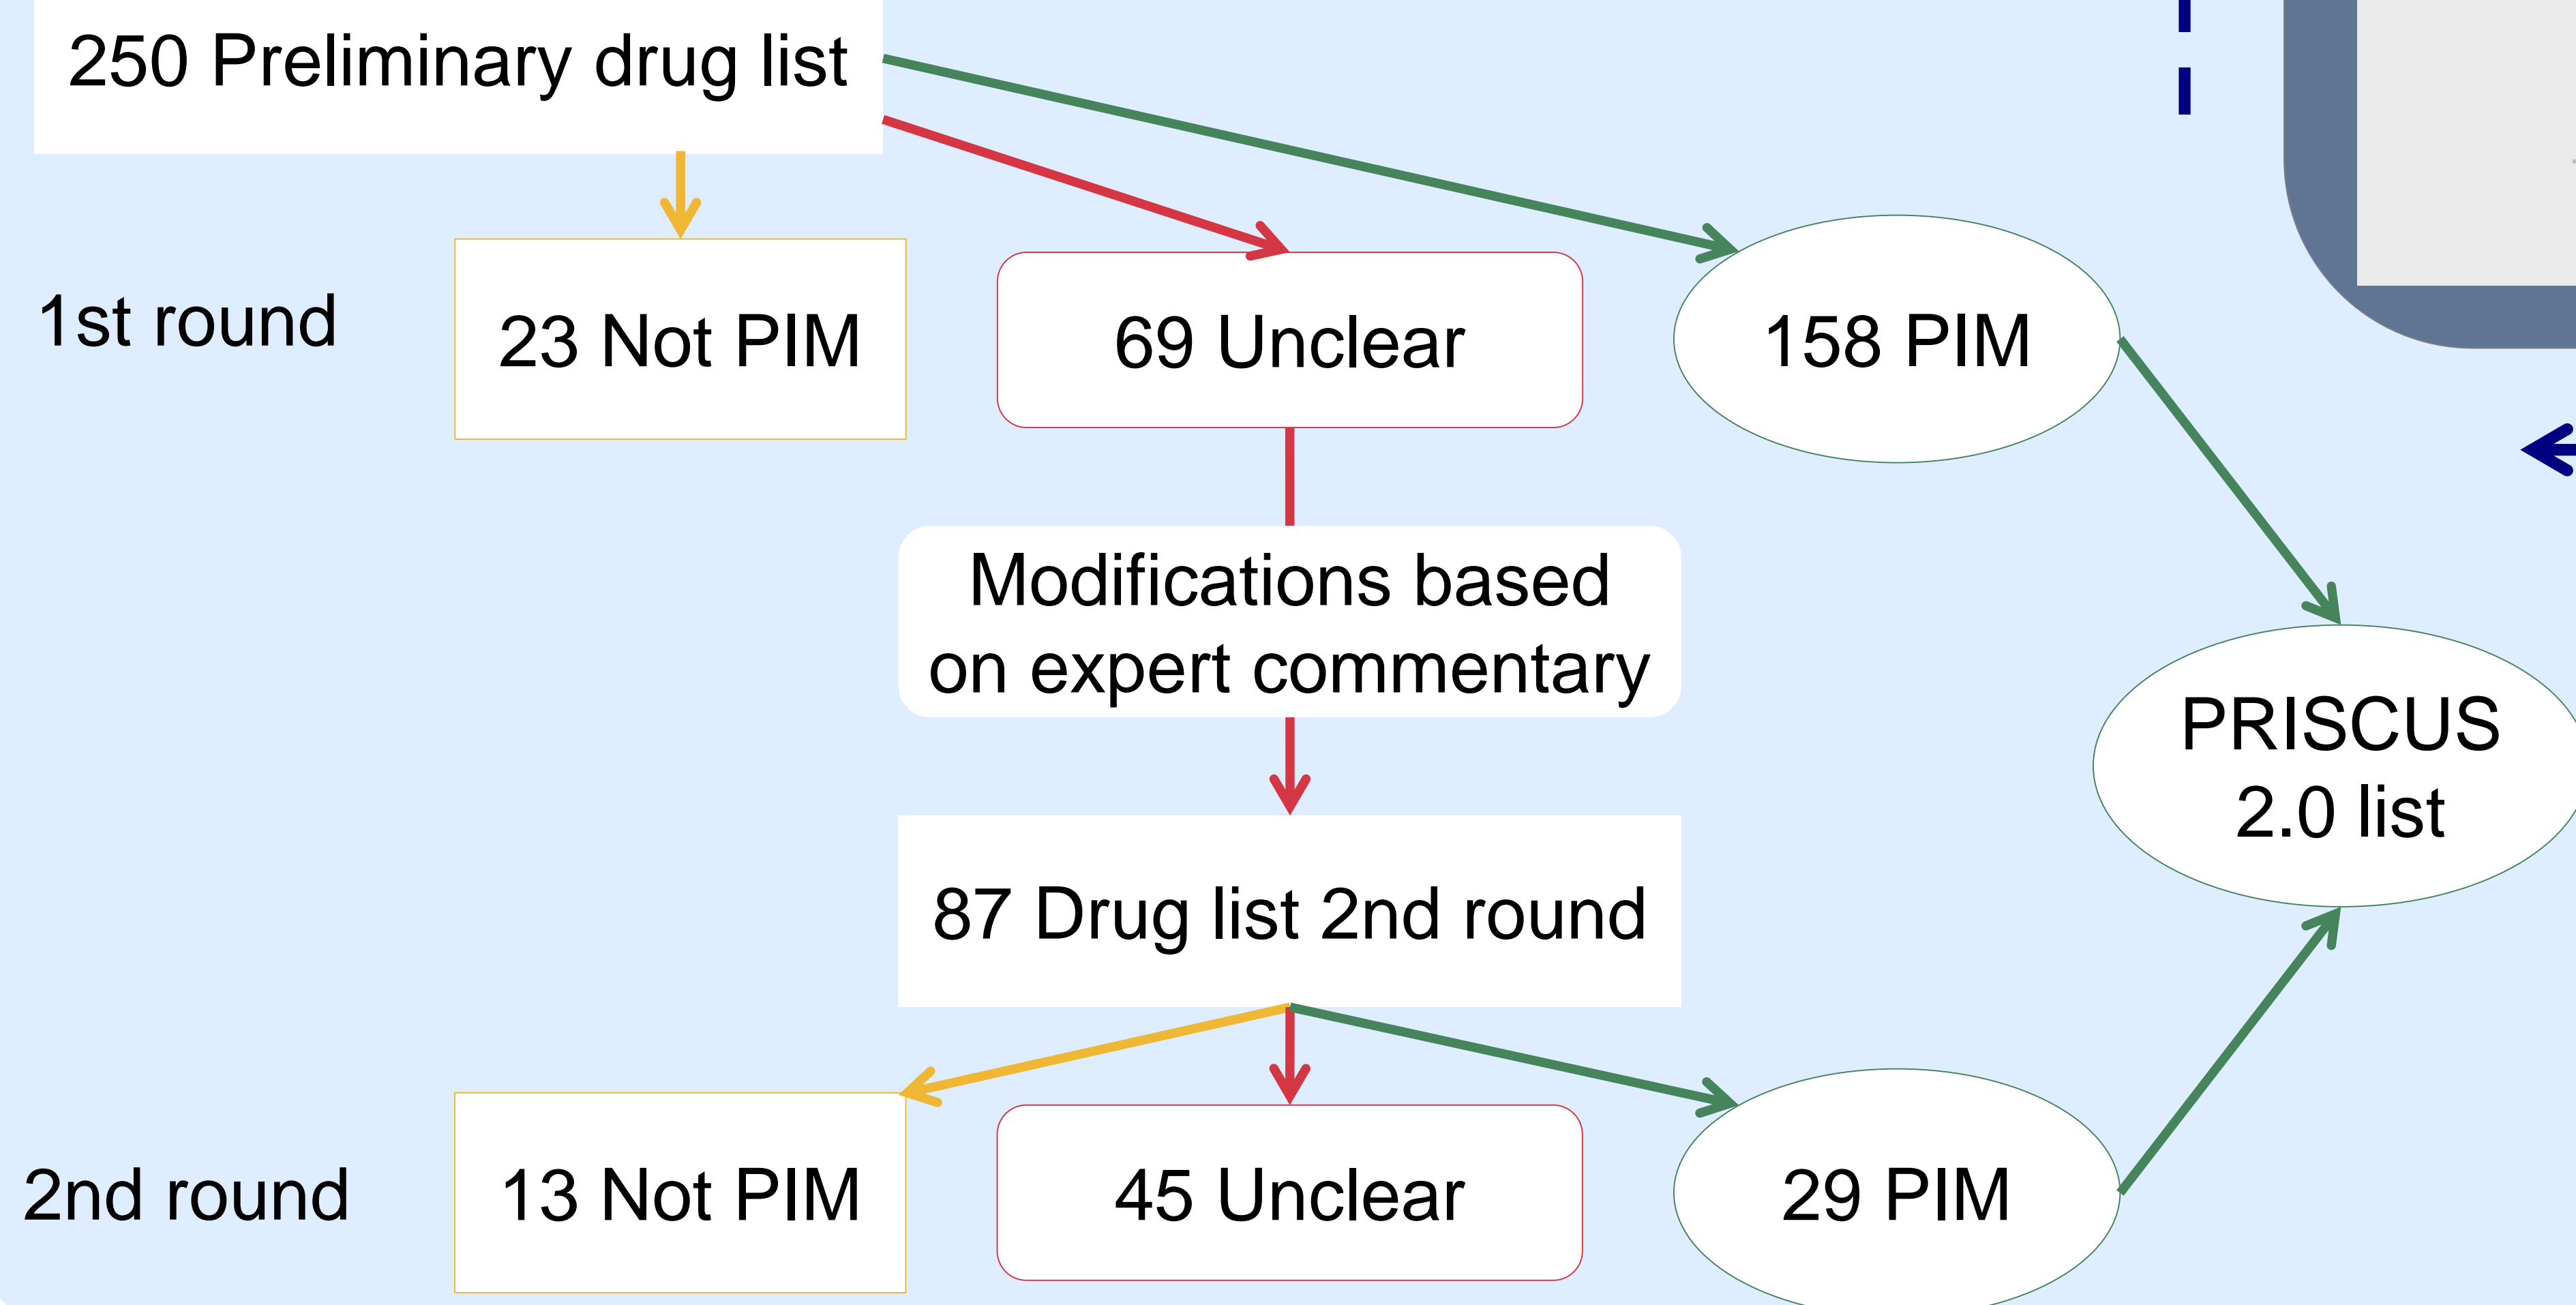 250 Preliminary drug list
1st round
23 Not PIM
69 Unclear
158 PIM
Modifications based
on expert commentary
PRISCUS
2.0 list
87 Drug list 2nd round
2nd round
13 Not PIM
45 Unclear
29 PIM